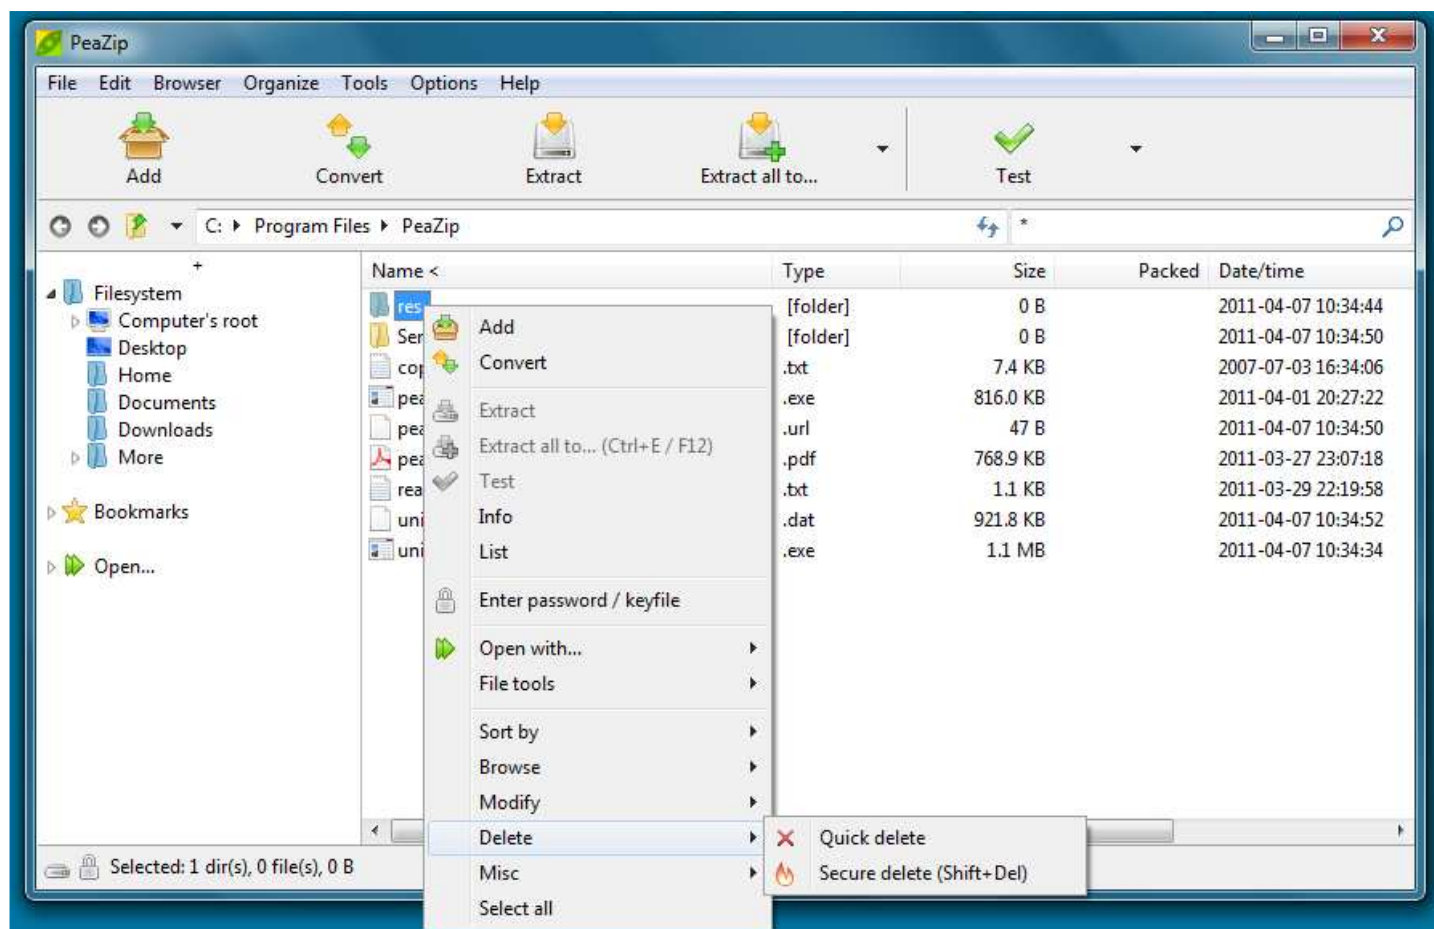 PeaZip
File Edit Browser Organize Tools Options Help
Add Convert Extract Extract all to... Test
C: Program Files PeaZip *
+
Name < Type Size Packed Date/time
Filesystem
Computer's root
Desktop
Home
Documents
Downloads
More
Bookmarks
Open...
res [folder] 0 B 2011-04-07 10:34:44
Ser [folder] 0 B 2011-04-07 10:34:50
cop .txt 7.4 KB 2007-07-03 16:34:06
pea .exe 816.0 KB 2011-04-01 20:27:22
pea .url 47 B 2011-04-07 10:34:50
pea .pdf 768.9 KB 2011-03-27 23:07:18
rea .txt 1.1 KB 2011-03-29 22:19:58
uni .dat 921.8 KB 2011-04-07 10:34:52
uni .exe 1.1 MB 2011-04-07 10:34:34
Add
Convert
Extract
Extract all to... (Ctrl+E / F12)
Test
Info
List
Enter password / keyfile
Open with...
File tools
Sort by
Browse
Modify
Delete
Misc
Select all
Quick delete
Secure delete (Shift+Del)
Selected: 1 dir(s), 0 file(s), 0 B